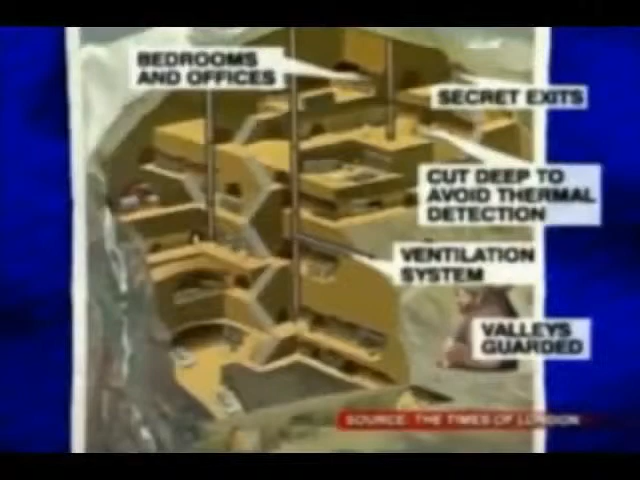 BEDROOMS
AND OFFICES
SECRET EXITS
CUT DEEP TO
AVOID THERMAL
DETECTION
VENTILATION
SYSTEM
VALLEYS
GUARDED
SOURCE: THE TIMES OF LONDON